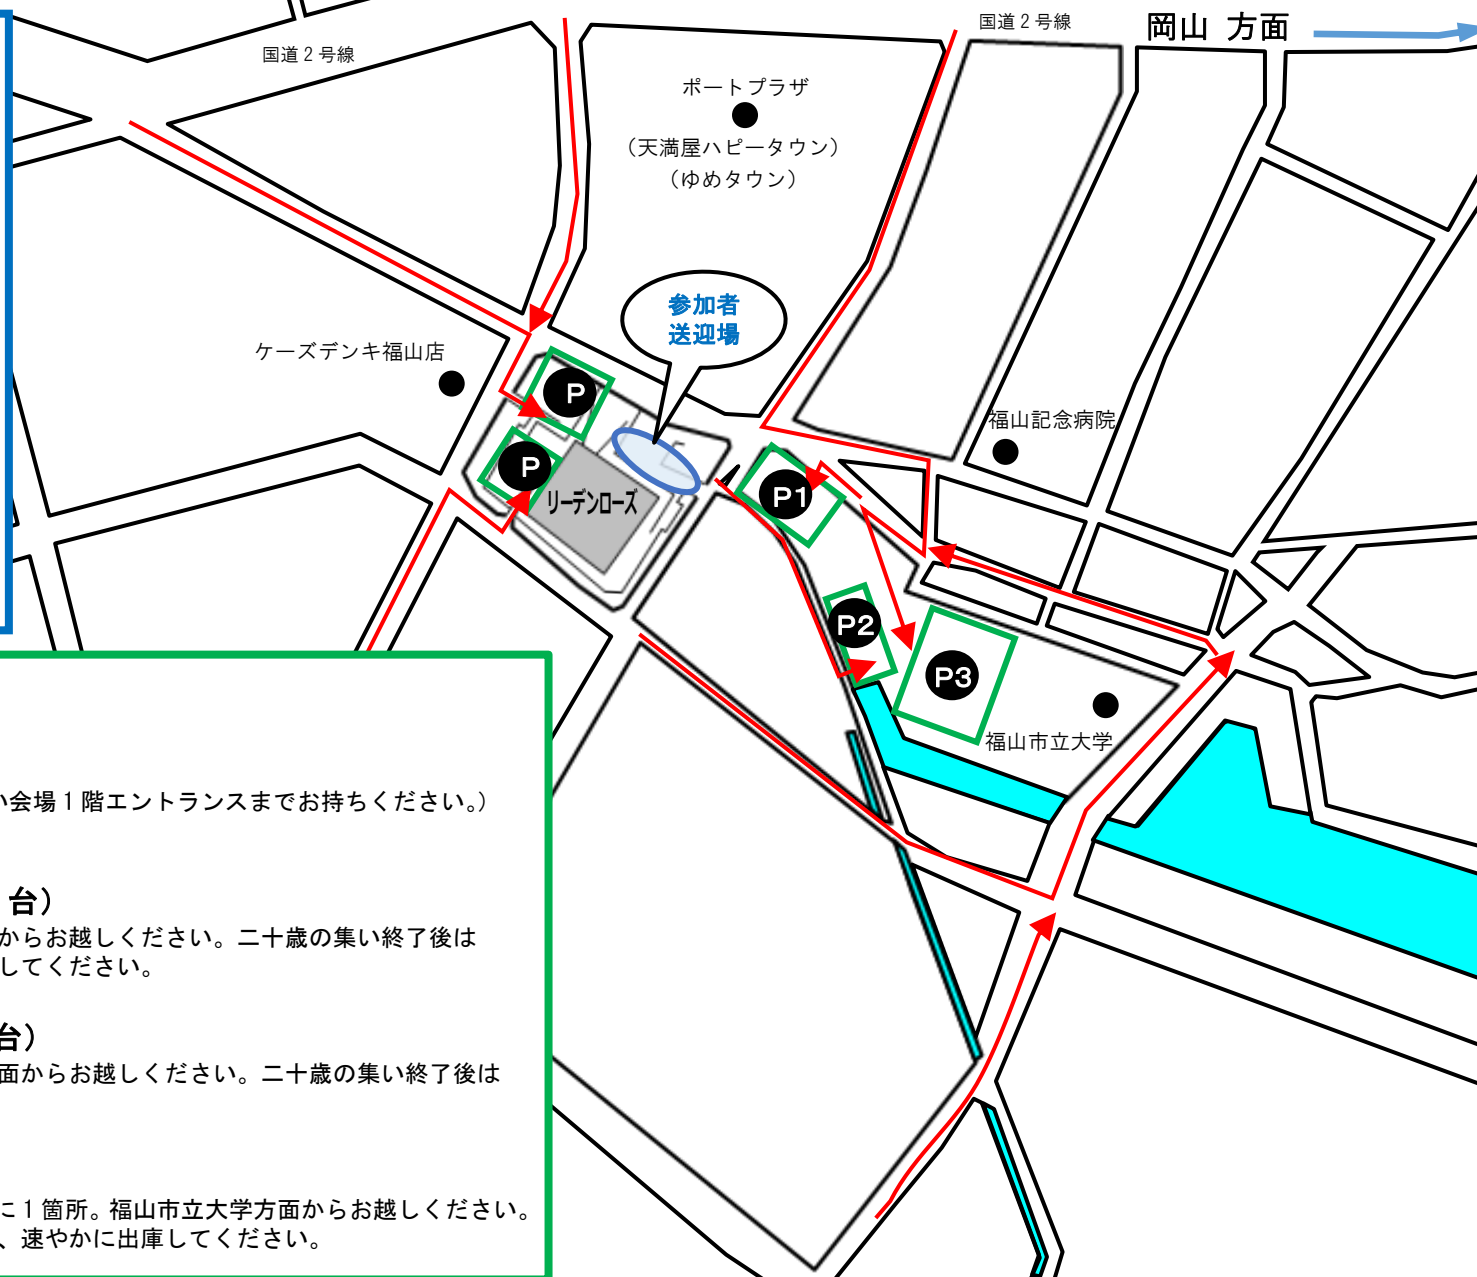 国道２号線
国道２号線
岡山 方面
ポートプラザ
（天満屋ハピータウン）
（ゆめタウン）
参加者
送迎場
ケーズデンキ福山店
福山記念病院
P
P
リーデンローズ
P1
P2
P3
福山市立大学
い会場１階エントランスまでお持ちください。）
台）
からお越しください。二十歳の集い終了後は
してください。
台）
面からお越しください。二十歳の集い終了後は
に１箇所。福山市立大学方面からお越しください。
、速やかに出庫してください。